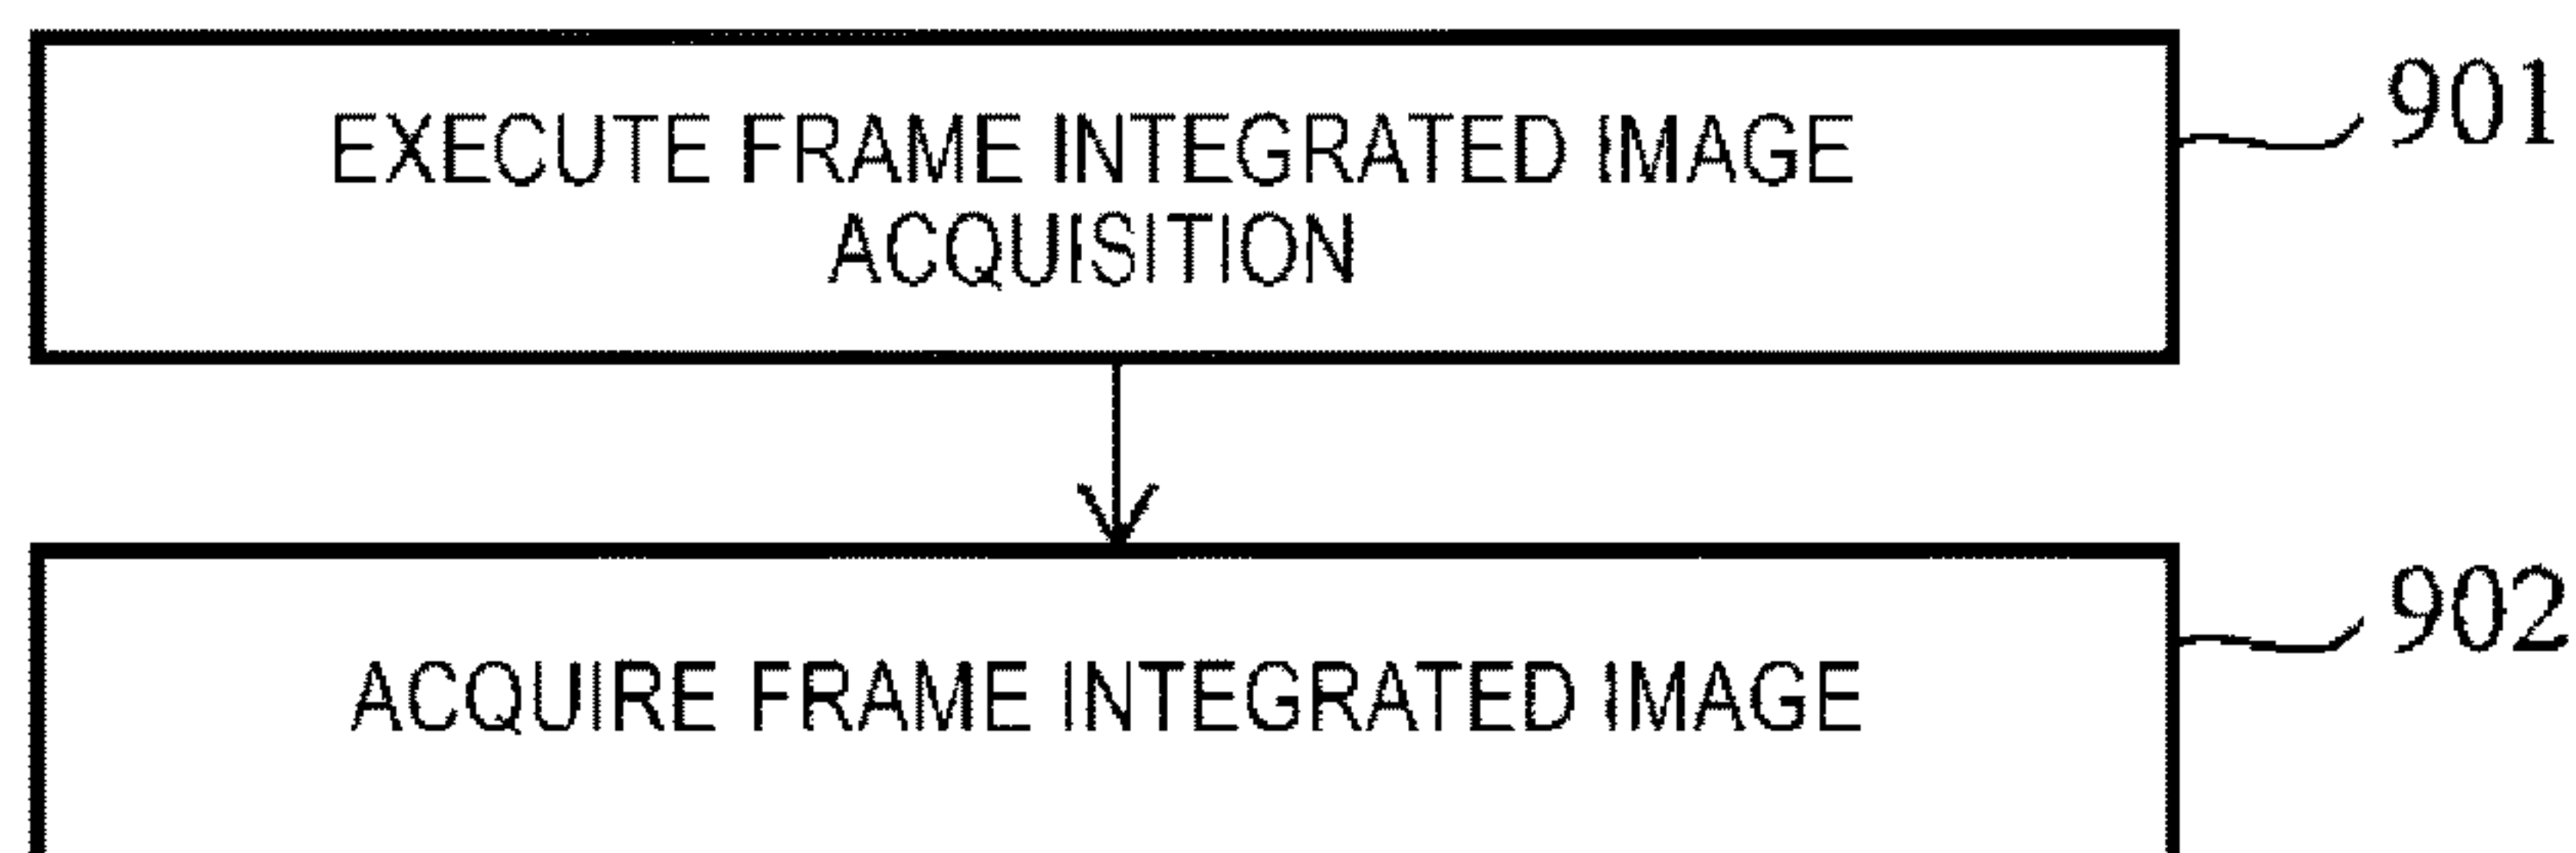 EXECUTE FRAME INTEGRATED IMAGE
ACQUISITION
901
ACQUIRE FRAME INTEGRATED IMAGE
902